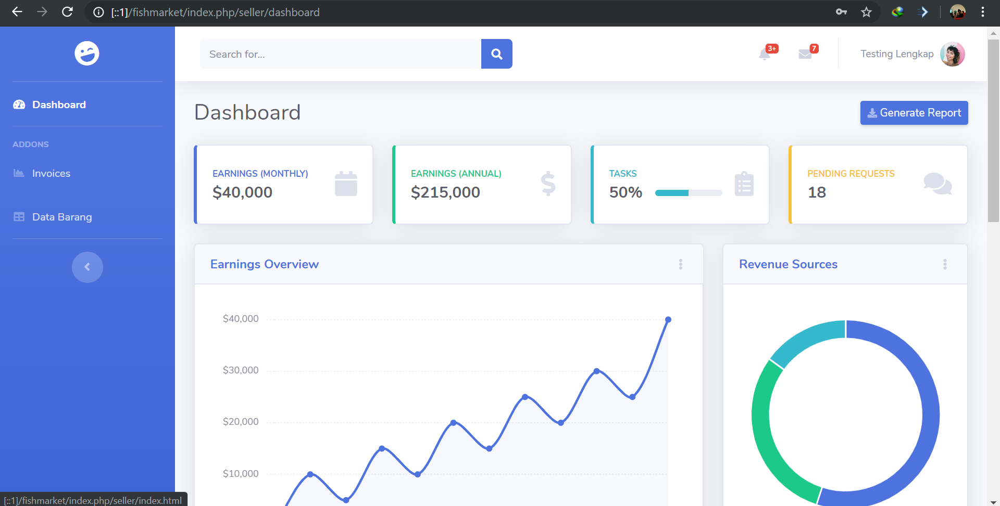 [::1]/fishmarket/index.php/seller/dashboard
Search for...
3+
7
Testing Lengkap
Dashboard
ADDONS
Invoices
Data Barang
Dashboard
Generate Report
EARNINGS (MONTHLY)
$40,000
EARNINGS (ANNUAL)
$215,000
TASKS
50%
PENDING REQUESTS
18
Earnings Overview
$40,000
$30,000
$20,000
$10,000
Revenue Sources
[::1]/fishmarket/index.php/seller/index.html